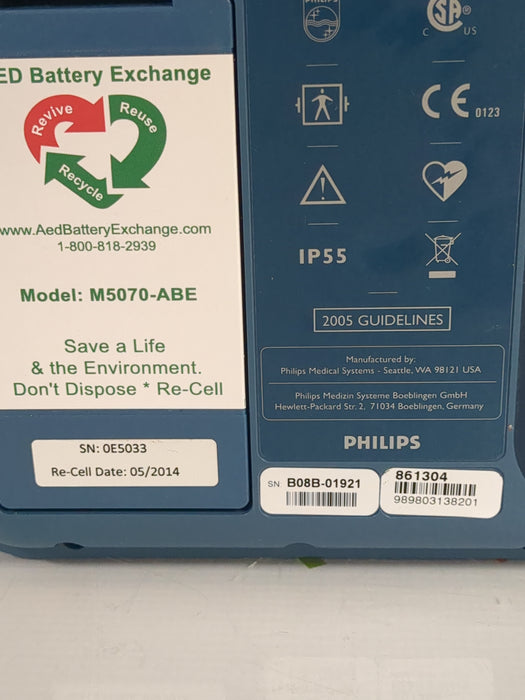 PHILIPS
SA®
C US
ED Battery Exchange
Revive
Reuse
Recycle
www.AedBatteryExchange.com
1-800-818-2939
Model: M5070-ABE
Save a Life
& the Environment.
Don't Dispose * Re-Cell
SN: 0E5033
Re-Cell Date: 05/2014
CE 0123
IP55
2005 GUIDELINES
Manufactured by:
Philips Medical Systems - Seattle, WA 98121 USA
Philips Medizin Systeme Boeblingen GmbH
Hewlett-Packard Str. 2, 71034 Boeblingen, Germany
PHILIPS
SN B08B-01921
861304
989803138201